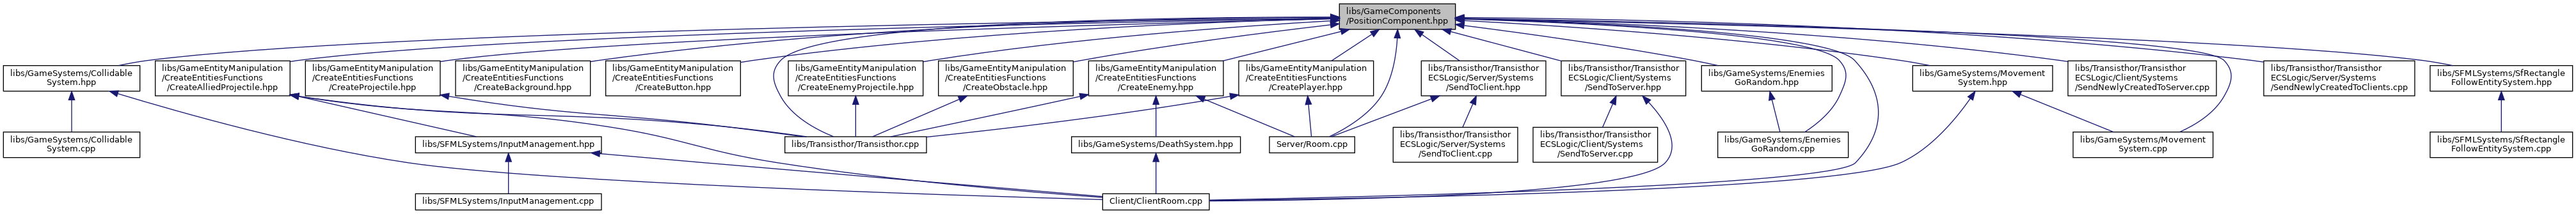 libs/GameComponents
/PositionComponent.hpp
libs/GameSystems/Collidable
System.hpp
libs/GameEntityManipulation
/CreateEntitiesFunctions
/CreateAlliedProjectile.hpp
libs/GameEntityManipulation
/CreateEntitiesFunctions
/CreateProjectile.hpp
libs/GameEntityManipulation
/CreateEntitiesFunctions
/CreateBackground.hpp
libs/GameEntityManipulation
/CreateEntitiesFunctions
/CreateButton.hpp
libs/GameEntityManipulation
/CreateEntitiesFunctions
/CreateEnemyProjectile.hpp
libs/GameEntityManipulation
/CreateEntitiesFunctions
/CreateObstacle.hpp
libs/GameEntityManipulation
/CreateEntitiesFunctions
/CreateEnemy.hpp
libs/GameEntityManipulation
/CreateEntitiesFunctions
/CreatePlayer.hpp
libs/Transisthor/Transisthor
ECSLogic/Server/Systems
/SendToClient.hpp
libs/Transisthor/Transisthor
ECSLogic/Client/Systems
/SendToServer.hpp
libs/GameSystems/Enemies
GoRandom.hpp
libs/GameSystems/Movement
System.hpp
libs/Transisthor/Transisthor
ECSLogic/Client/Systems
/SendNewlyCreatedToServer.cpp
libs/Transisthor/Transisthor
ECSLogic/Server/Systems
/SendNewlyCreatedToClients.cpp
libs/SFMLSystems/SfRectangle
FollowEntitySystem.hpp
libs/GameSystems/Collidable
System.cpp
libs/SFMLSystems/InputManagement.hpp
libs/Transisthor/Transisthor.cpp
libs/GameSystems/DeathSystem.hpp
Server/Room.cpp
libs/Transisthor/Transisthor
ECSLogic/Server/Systems
/SendToClient.cpp
libs/Transisthor/Transisthor
ECSLogic/Client/Systems
/SendToServer.cpp
libs/GameSystems/Enemies
GoRandom.cpp
libs/GameSystems/Movement
System.cpp
libs/SFMLSystems/SfRectangle
FollowEntitySystem.cpp
libs/SFMLSystems/InputManagement.cpp
Client/ClientRoom.cpp